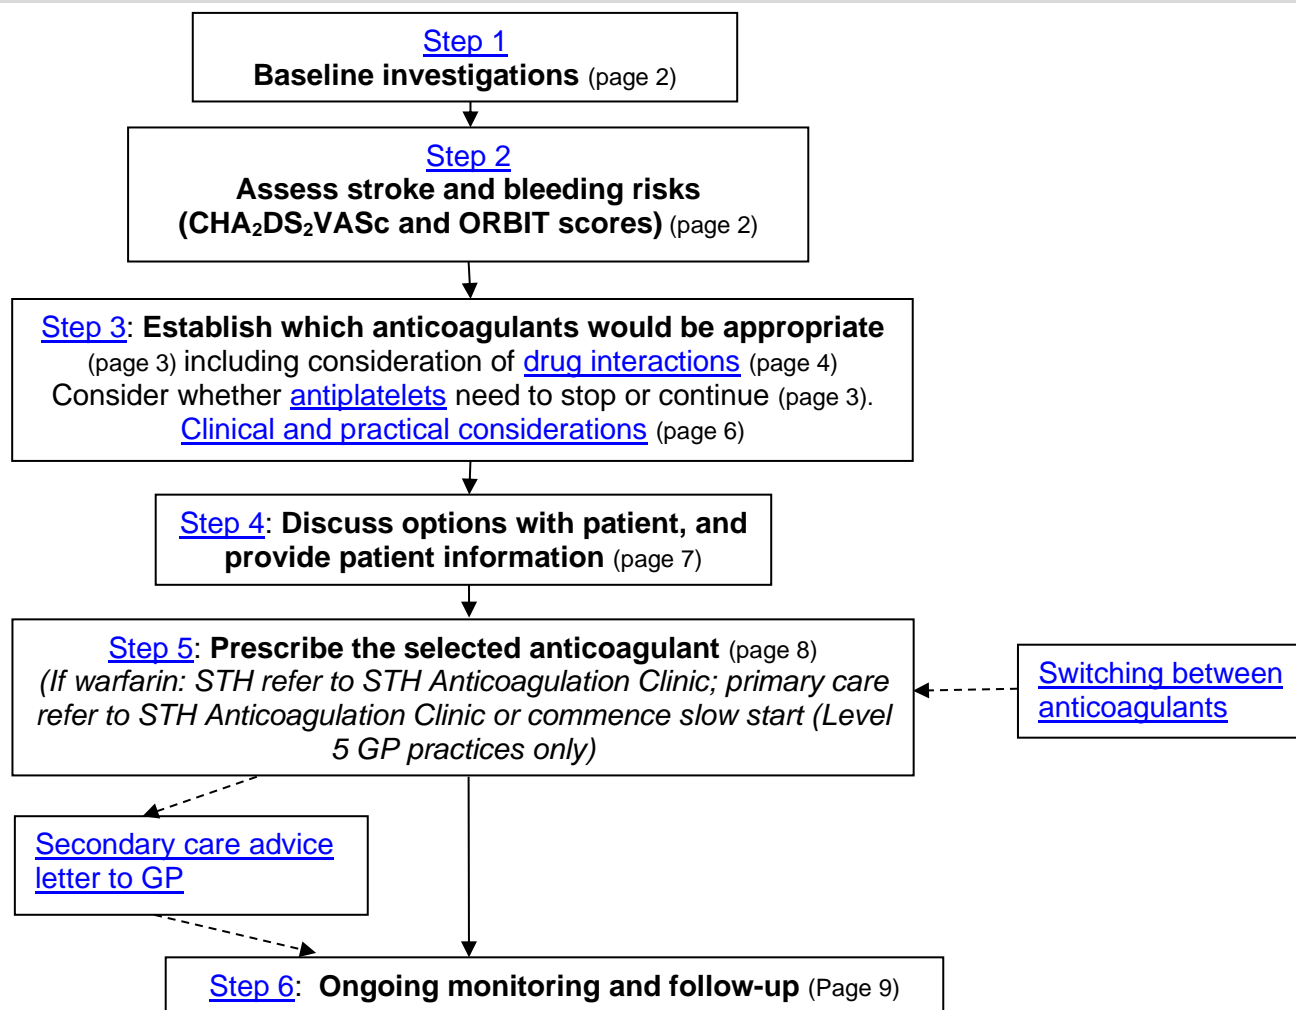 Step 1
Baseline investigations (page 2)
Step 2
Assess stroke and bleeding risks
(CHA₂DS₂VASc and ORBIT scores) (page 2)
Step 3: Establish which anticoagulants would be appropriate
(page 3) including consideration of drug interactions (page 4)
Consider whether antiplatelets need to stop or continue (page 3).
Clinical and practical considerations (page 6)
Step 4: Discuss options with patient, and
provide patient information (page 7)
Step 5: Prescribe the selected anticoagulant (page 8)
(If warfarin: STH refer to STH Anticoagulation Clinic; primary care
refer to STH Anticoagulation Clinic or commence slow start (Level
5 GP practices only)
Switching between
anticoagulants
Secondary care advice
letter to GP
Step 6: Ongoing monitoring and follow-up (Page 9)